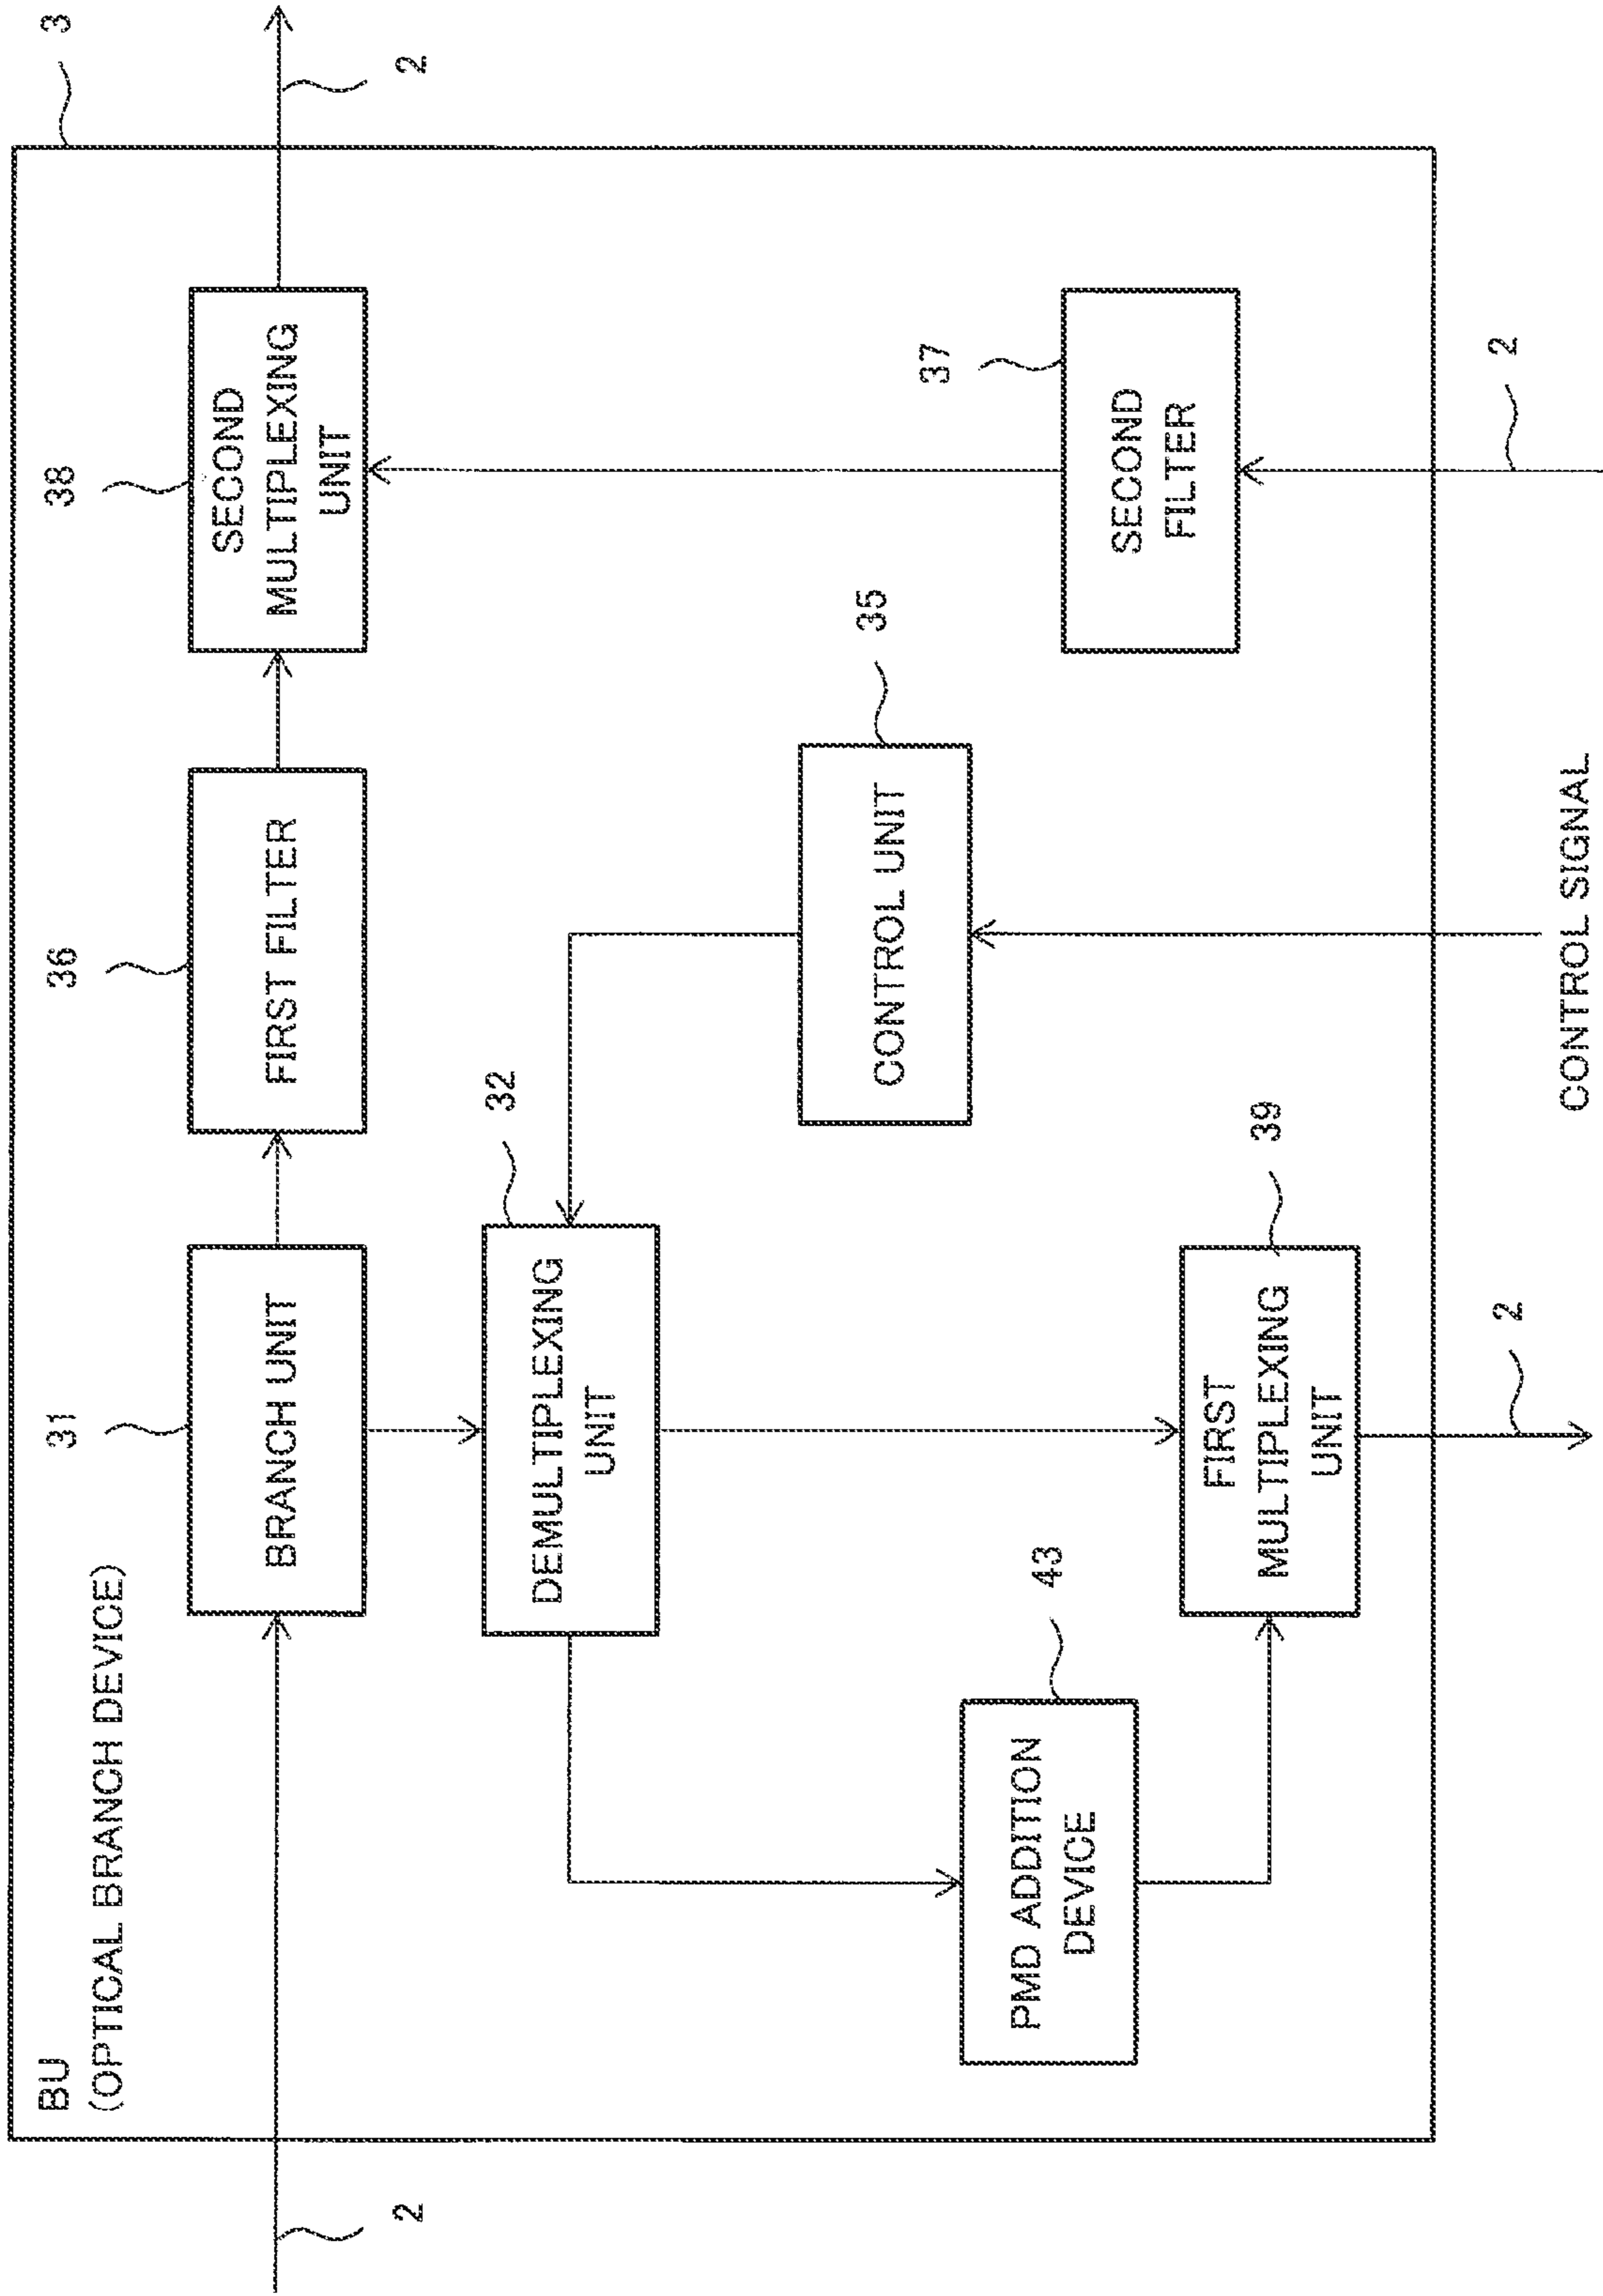 BU
(OPTICAL BRANCH DEVICE)
3
2
2
31
BRANCH UNIT
36
FIRST FILTER
38
SECOND
MULTIPLEXING
UNIT
32
DEMULTIPLEXING
UNIT
35
CONTROL UNIT
37
SECOND
FILTER
43
PMD ADDITION
DEVICE
39
FIRST
MULTIPLEXING
UNIT
2
2
CONTROL SIGNAL